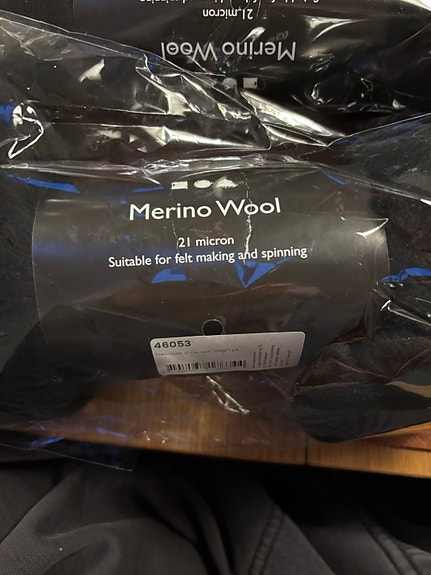 21 micron
Merino Wool
Merino Wool
21 micron
Suitable for felt making and spinning
46053